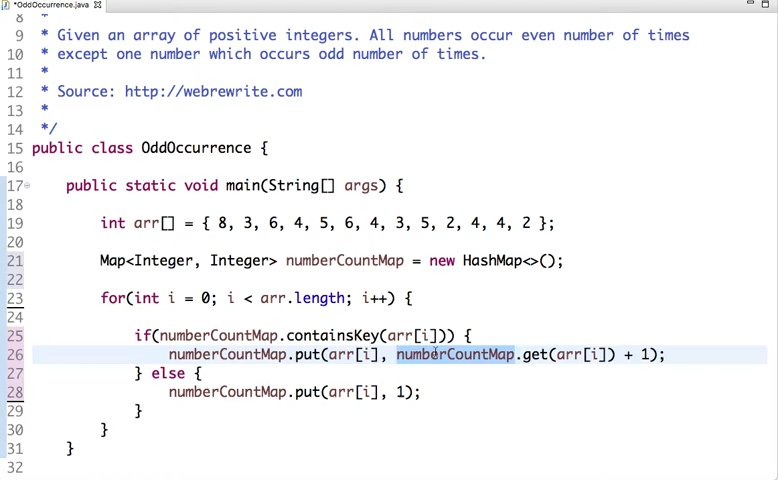 *OddOccurrence.java
8 *
9 * Given an array of positive integers. All numbers occur even number of times
10 * except one number which occurs odd number of times.
11 *
12 * Source: http://webrewrite.com
13 *
14 */
15 public class OddOccurrence {
16
17 public static void main(String[] args) {
18
19 int arr[] = { 8, 3, 6, 4, 5, 6, 4, 3, 5, 2, 4, 4, 2 };
20
21 Map<Integer, Integer> numberCountMap = new HashMap<>();
22
23 for(int i = 0; i < arr.length; i++) {
24
25 if(numberCountMap.containsKey(arr[i])) {
26 numberCountMap.put(arr[i], numberCountMap.get(arr[i]) + 1);
27 } else {
28 numberCountMap.put(arr[i], 1);
29 }
30 }
31 }
32